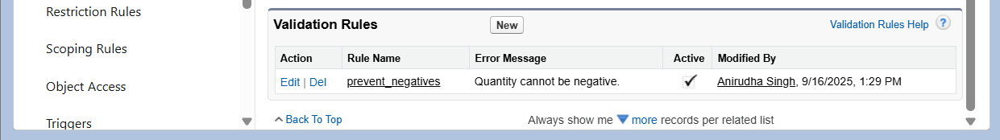 Restriction Rules
Scoping Rules
Object Access
Triggers
Validation Rules New Validation Rules Help ?
Action Rule Name Error Message Active Modified By
Edit | Del prevent_negatives Quantity cannot be negative. Anirudha Singh, 9/16/2025, 1:29 PM
Back To Top Always show me more records per related list